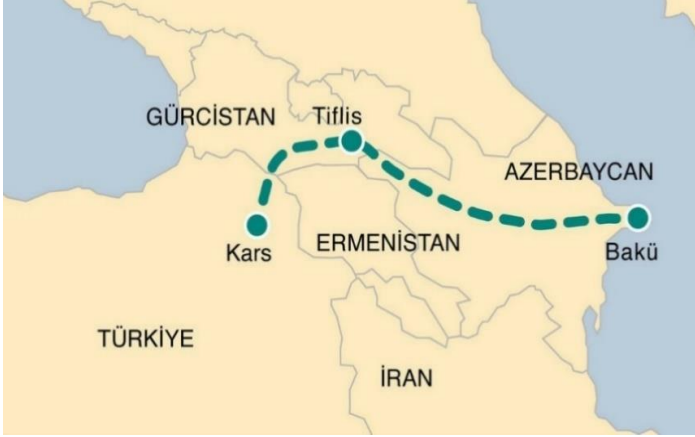 GÜRCİSTAN
Tiflis
AZERBAYCAN
Kars
ERMENİSTAN
Bakü
TÜRKİYE
İRAN